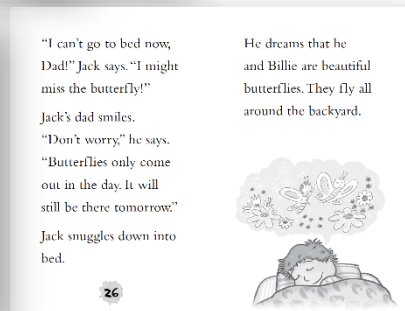 “I can’t go to bed now,
Dad!” Jack says. “I might
miss the butterfly!”
Jack’s dad smiles.
“Don’t worry,” he says.
“Butterflies only come
out in the day. It will
still be there tomorrow.”
Jack snuggles down into
bed.
26
He dreams that he
and Billie are beautiful
butterflies. They fly all
around the backyard.